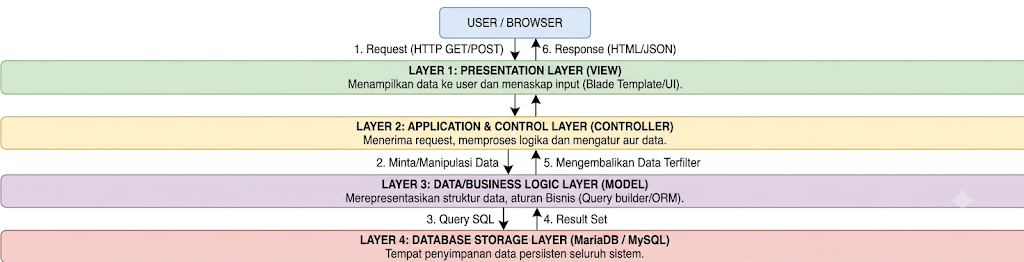 USER / BROWSER
1. Request (HTTP GET/POST) 6. Response (HTML/JSON)
LAYER 1: PRESENTATION LAYER (VIEW)
Menampilkan data ke user dan menaskap input (Blade Template/UI).
LAYER 2: APPLICATION & CONTROL LAYER (CONTROLLER)
Menerima request, memproses logika dan mengatur aur data.
2. Minta/Manipulasi Data 5. Mengembalikan Data Terfilter
LAYER 3: DATA/BUSINESS LOGIC LAYER (MODEL)
Merepresentasikan struktur data, aturan Bisnis (Query builder/ORM).
3. Query SQL 4. Result Set
LAYER 4: DATABASE STORAGE LAYER (MariaDB / MySQL)
Tempat penyimpanan data persilsten seluruh sistem.